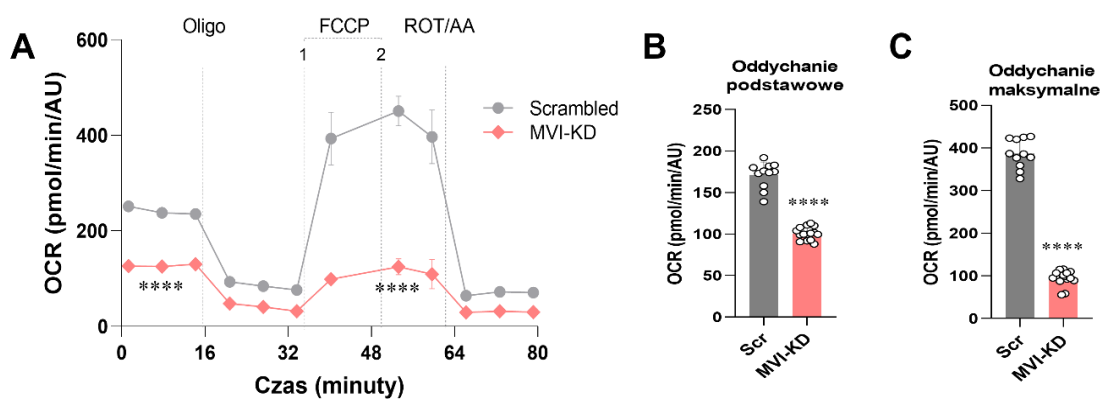 A
Oligo
FCCP
ROT/AA
1
2
600
400
200
0
OCR (pmol/min/AU)
Scrambled
MVI-KD
****
****
0
16
32
48
64
80
Czas (minuty)
B
Oddychanie
podstawowe
250
200
150
100
50
0
OCR (pmol/min/AU)
****
Scr
MVI-KD
C
Oddychanie
maksymalne
500
400
300
200
100
0
OCR (pmol/min/AU)
****
Scr
MVI-KD